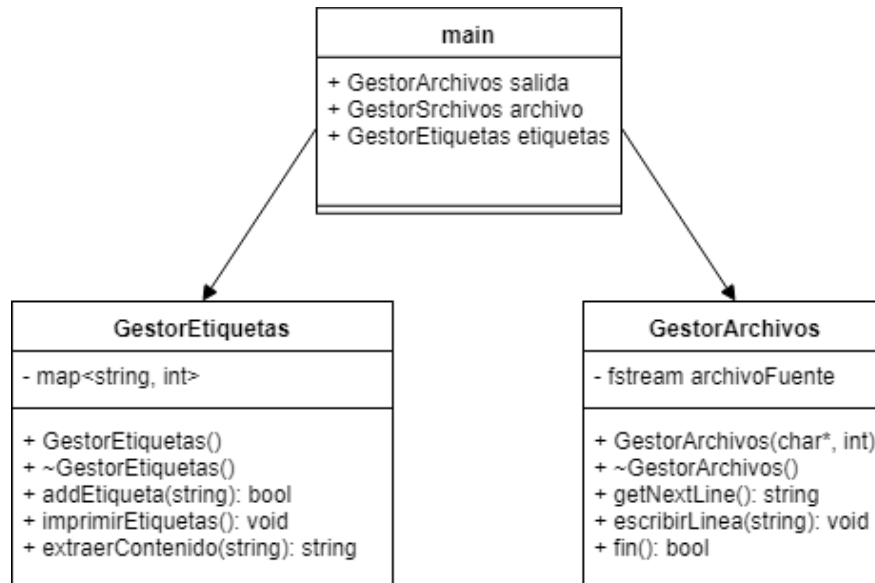 main
+ GestorArchivos salida
+ GestorSrchivos archivo
+ GestorEtiquetas etiquetas
GestorEtiquetas
- map<string, int>
+ GestorEtiquetas()
+ ~GestorEtiquetas()
+ addEtiqueta(string): bool
+ imprimirEtiquetas(): void
+ extraerContenido(string): string
GestorArchivos
- fstream archivoFuente
+ GestorArchivos(char*, int)
+ ~GestorArchivos()
+ getNextLine(): string
+ escribirLinea(string): void
+ fin(): bool